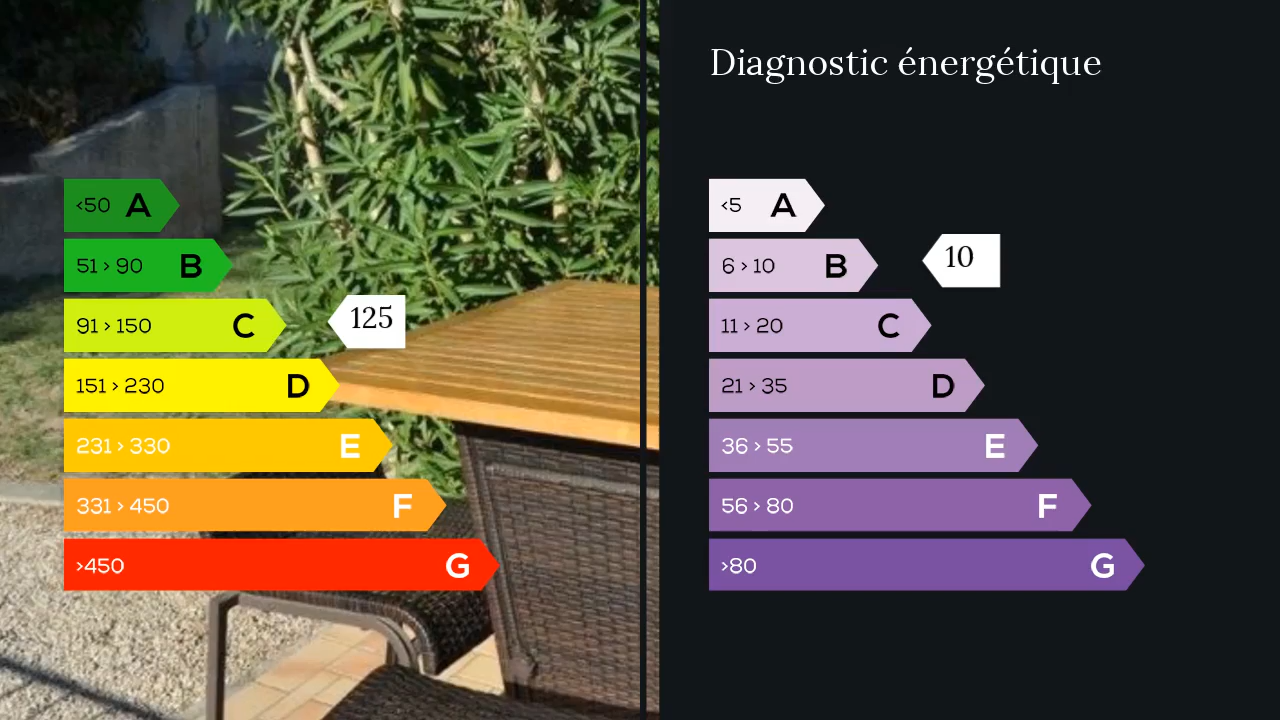 Diagnostic énergétique
<50 A
51 > 90 B
91 > 150 C
125
151 > 230 D
231 > 330 E
331 > 450 F
>450 G
<5 A
6 > 10 B
10
11 > 20 C
21 > 35 D
36 > 55 E
56 > 80 F
>80 G